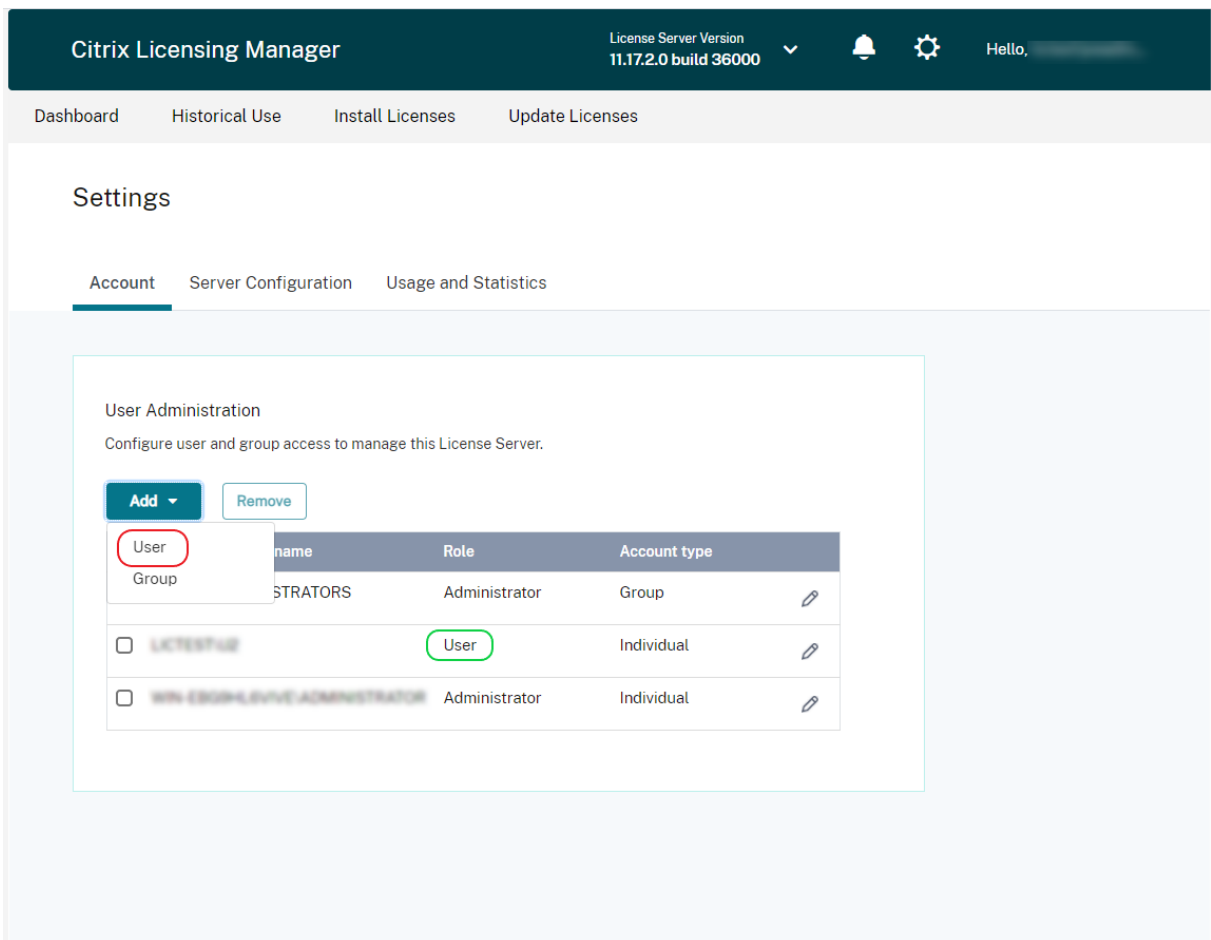 Citrix Licensing Manager
License Server Version
11.17.2.0 build 36000
Hello,
Dashboard Historical Use Install Licenses Update Licenses
Settings
Account Server Configuration Usage and Statistics
User Administration
Configure user and group access to manage this License Server.
Add Remove
User
Group
name Role Account type
STRATORS Administrator Group
User Individual
Administrator Individual